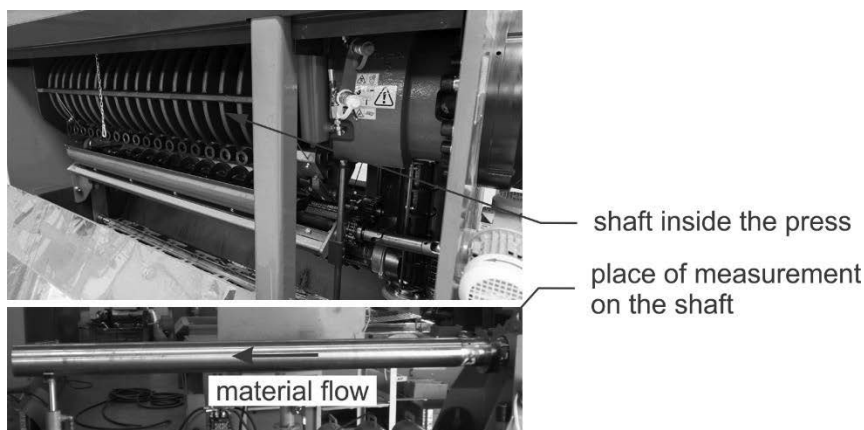 shaft inside the press
place of measurement
on the shaft
material flow